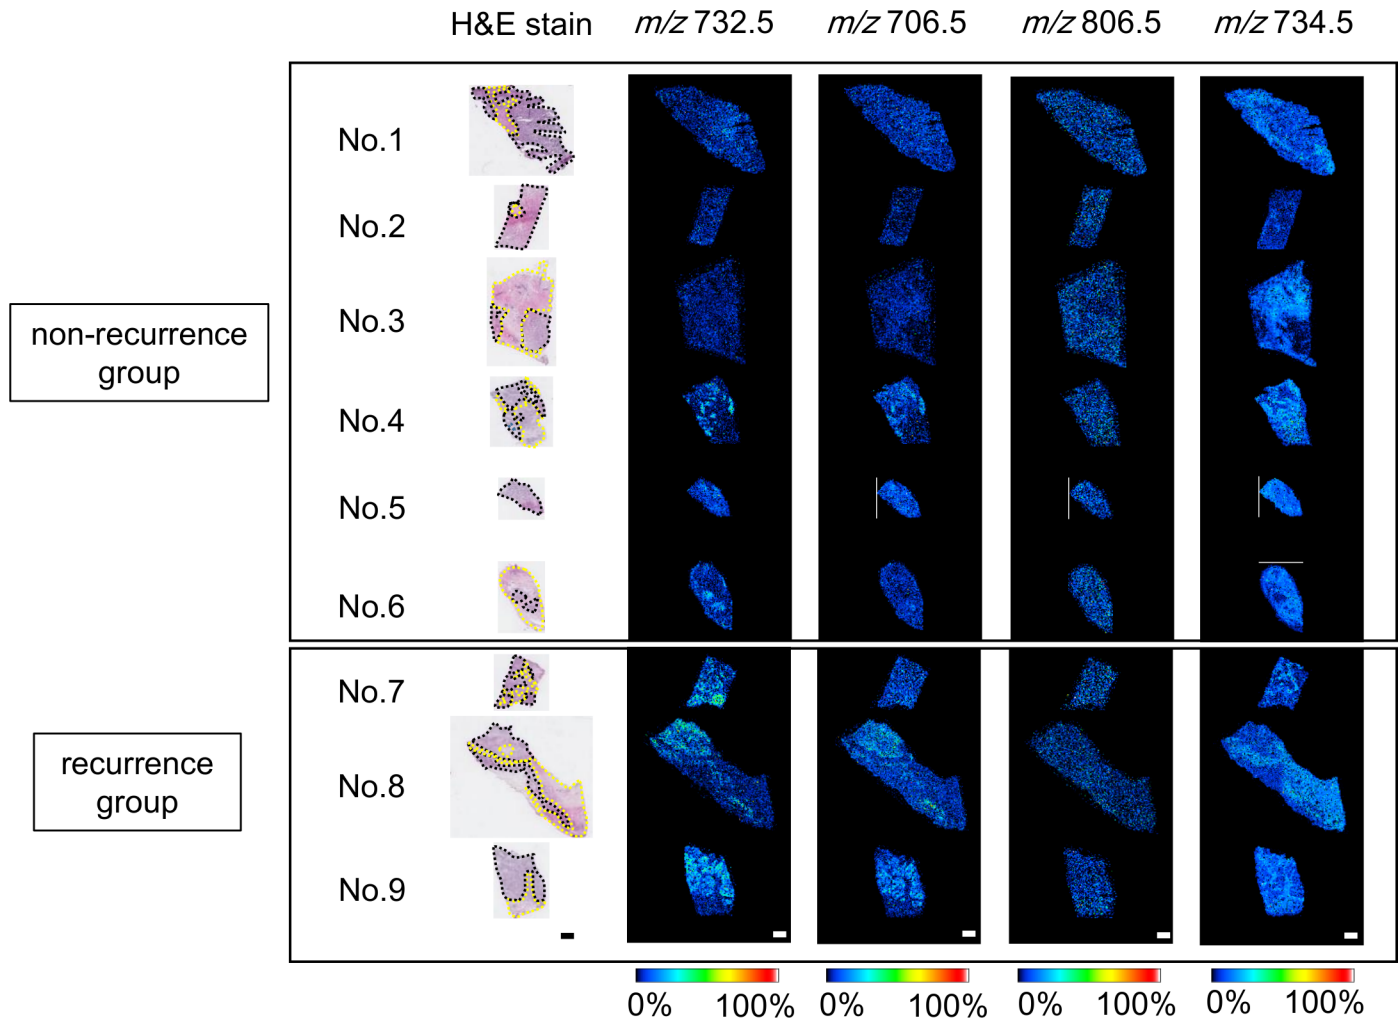 H&E stain m/z 732.5 m/z 706.5 m/z 806.5 m/z 734.5
non-recurrence
group
No.1
No.2
No.3
No.4
No.5
No.6
recurrence
group
No.7
No.8
No.9
0% 100% 0% 100% 0% 100% 0% 100%